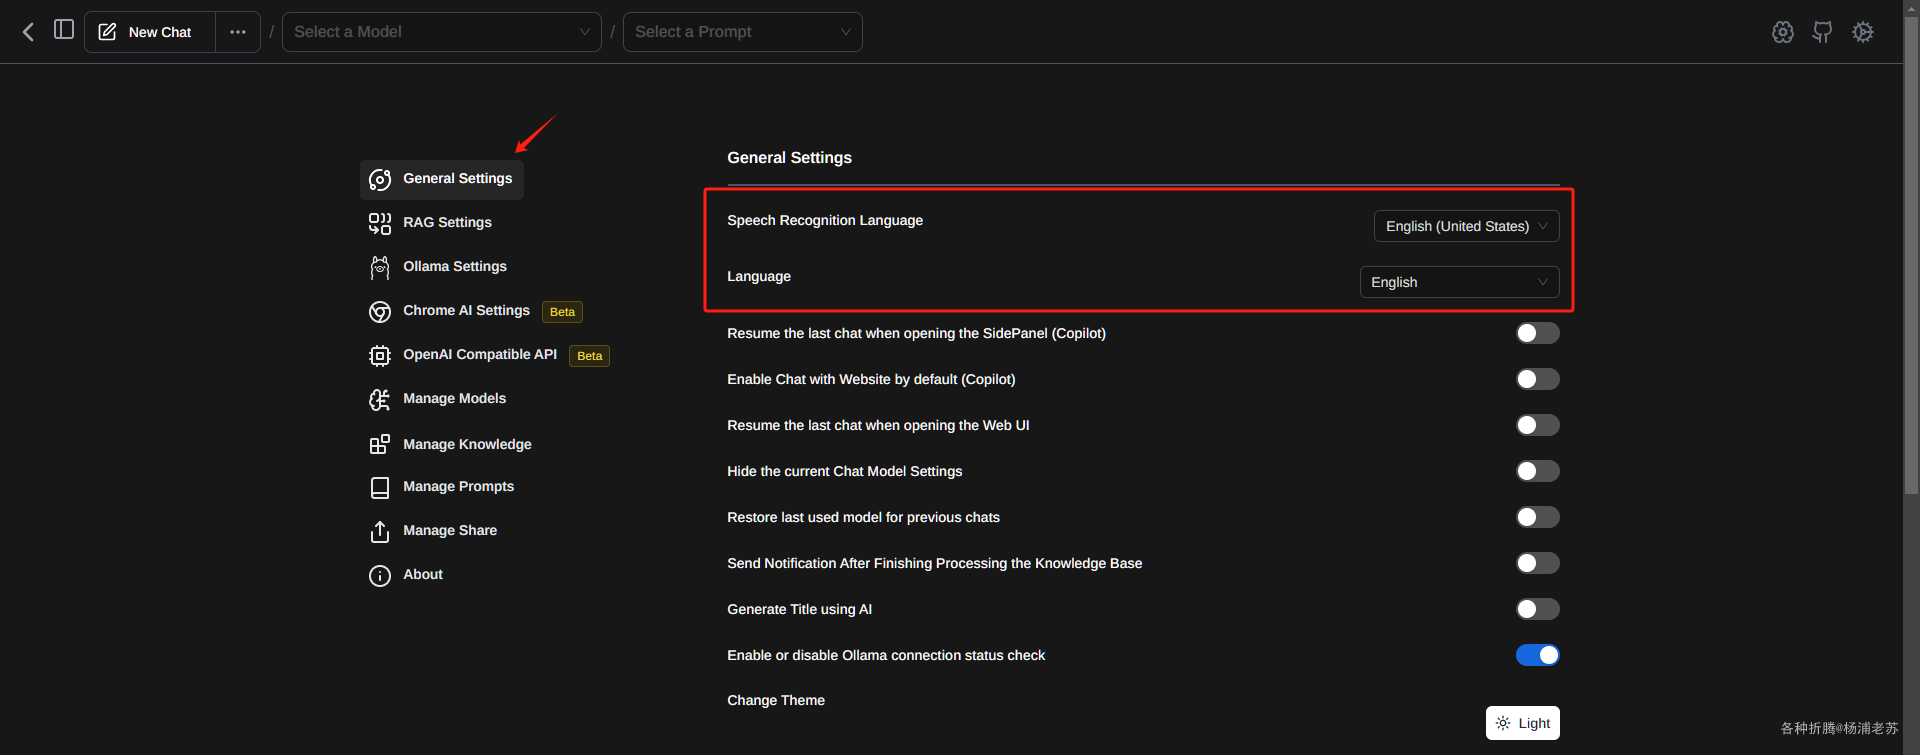 New Chat ••• / Select a Model / Select a Prompt
General Settings
RAG Settings
Ollama Settings
Chrome AI Settings Beta
OpenAI Compatible API Beta
Manage Models
Manage Knowledge
Manage Prompts
Manage Share
About
General Settings
Speech Recognition Language English (United States)
Language English
Resume the last chat when opening the SidePanel (Copilot)
Enable Chat with Website by default (Copilot)
Resume the last chat when opening the Web UI
Hide the current Chat Model Settings
Restore last used model for previous chats
Send Notification After Finishing Processing the Knowledge Base
Generate Title using AI
Enable or disable Ollama connection status check
Change Theme
Light
各种折腾@杨浦老苏